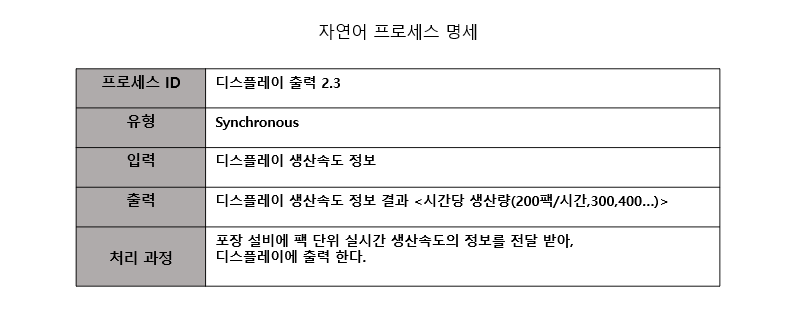 자연어 프로세스 명세
프로세스 ID
디스플레이 출력 2.3
유형
Synchronous
입력
디스플레이 생산속도 정보
출력
디스플레이 생산속도 정보 결과 <시간당 생산량(200팩/시간,300,400...)>
처리 과정
포장 설비에 팩 단위 실시간 생산속도의 정보를 전달 받아,
디스플레이에 출력 한다.